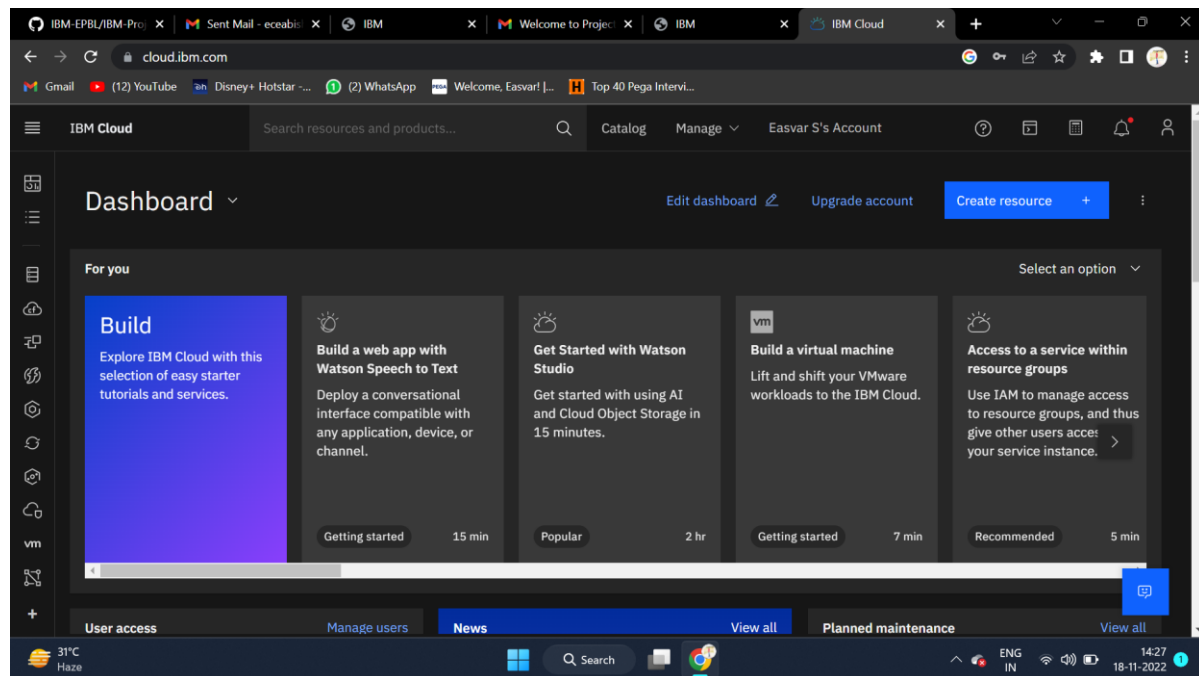 IBM-EPBL/IBM-Proj
Sent Mail - eceabis
IBM
Welcome to Project
IBM
IBM Cloud
cloud.ibm.com
Gmail
(12) YouTube
Disney+ Hotstar -...
(2) WhatsApp
Welcome, Easvar! |...
Top 40 Pega Intervi...
IBM Cloud
Search resources and products...
Catalog
Manage
Easvar S's Account
Dashboard
Edit dashboard
Upgrade account
Create resource +
For you
Select an option
Build
Explore IBM Cloud with this
selection of easy starter
tutorials and services.
Build a web app with
Watson Speech to Text
Deploy a conversational
interface compatible with
any application, device, or
channel.
Getting started
15 min
Get Started with Watson
Studio
Get started with using AI
and Cloud Object Storage in
15 minutes.
Popular
2 hr
vm
Build a virtual machine
Lift and shift your VMware
workloads to the IBM Cloud.
Getting started
7 min
Access to a service within
resource groups
Use IAM to manage access
to resource groups, and thus
give other users
your service instance.
Recommended
5 min
vm
User access
Manage users
News
View all
Planned maintenance
View all
31°C
Haze
Search
ENG
IN
14:27
18-11-2022
1